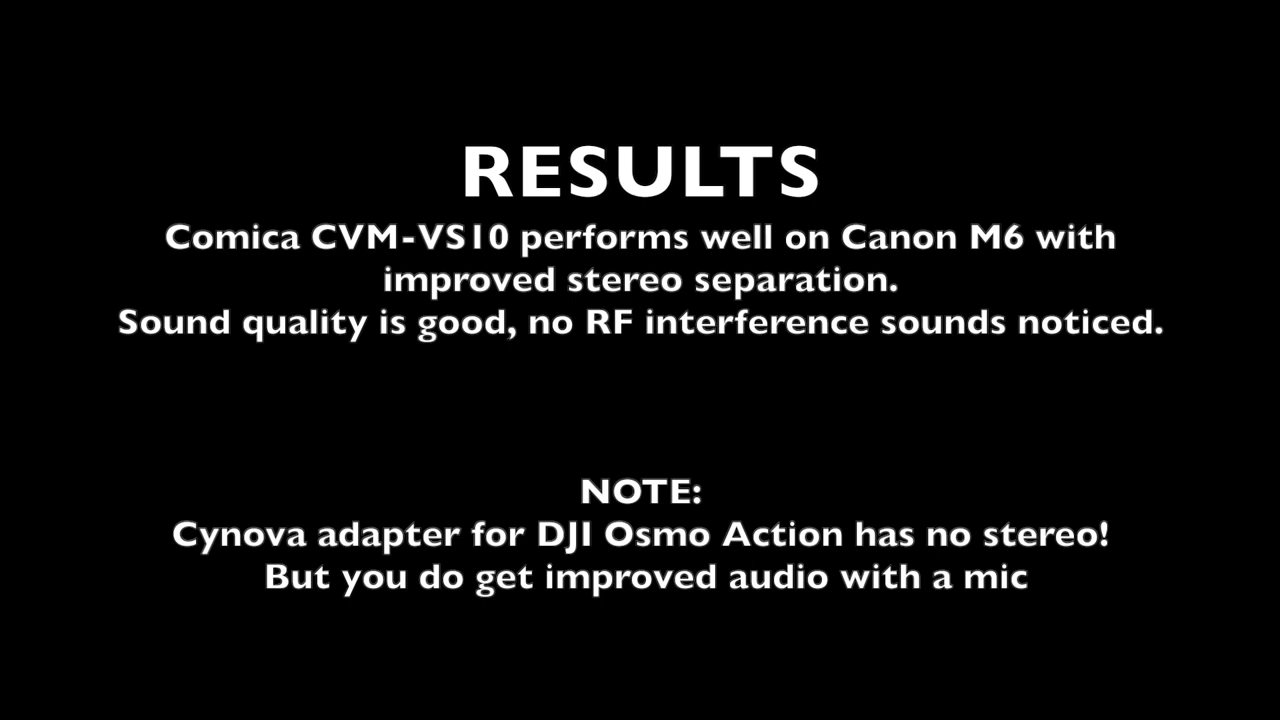 RESULTS
Comica CVM-VS10 performs well on Canon M6 with
improved stereo separation.
Sound quality is good, no RF interference sounds noticed.
NOTE:
Cynova adapter for DJI Osmo Action has no stereo!
But you do get improved audio with a mic